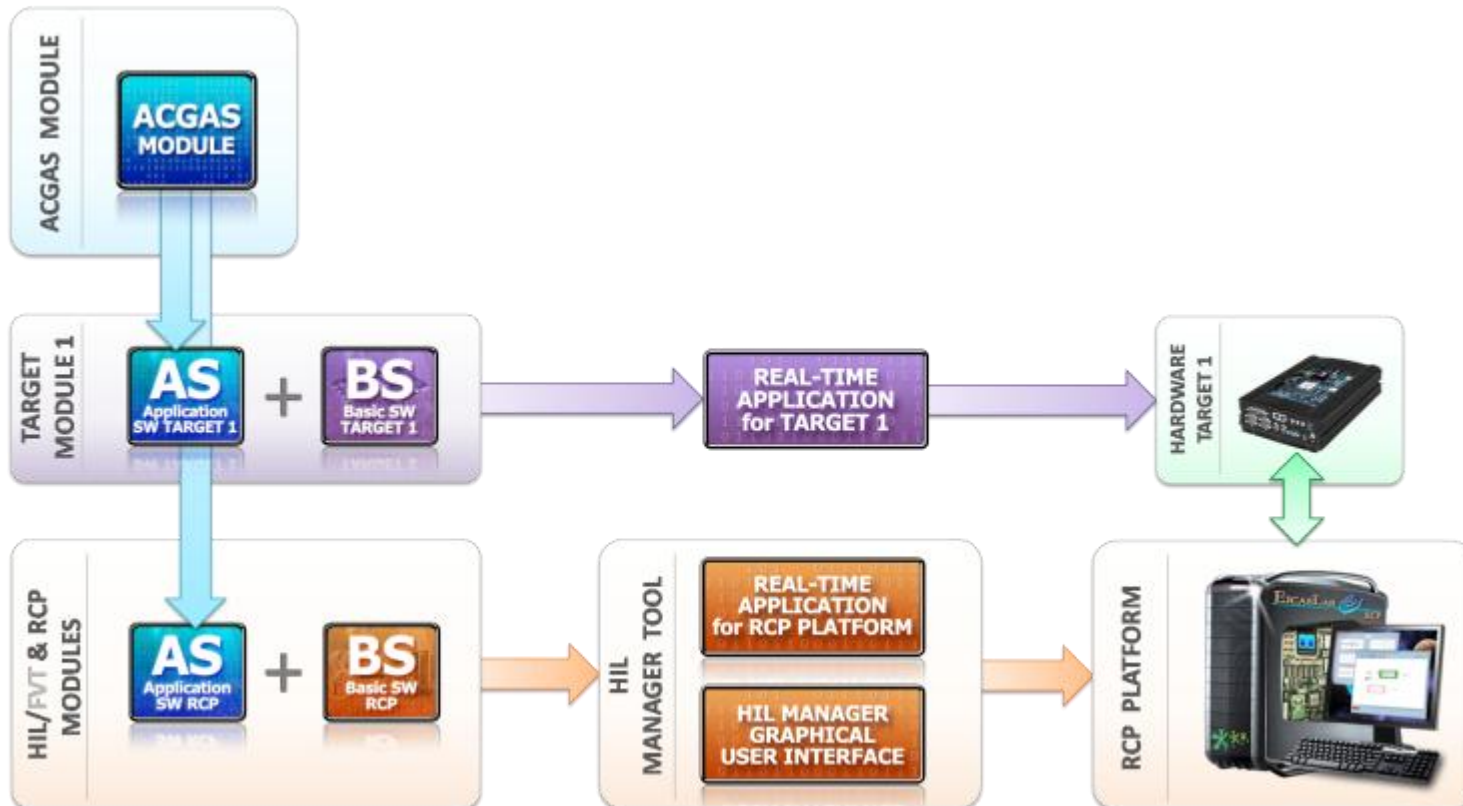 ACGAS MODULE
ACGAS
MODULE
TARGET
MODULE 1
AS
Application
SW TARGET 1
+
BS
Basic SW
TARGET 1
REAL-TIME
APPLICATION
for TARGET 1
HARDWARE
TARGET 1
HIL/FVT & RCP
MODULES
AS
Application
SW RCP
+
BS
Basic SW
RCP
HIL
MANAGER TOOL
REAL-TIME
APPLICATION
for RCP PLATFORM
HIL MANAGER
GRAPHICAL
USER INTERFACE
RCP PLATFORM
EICASLAB
RCP